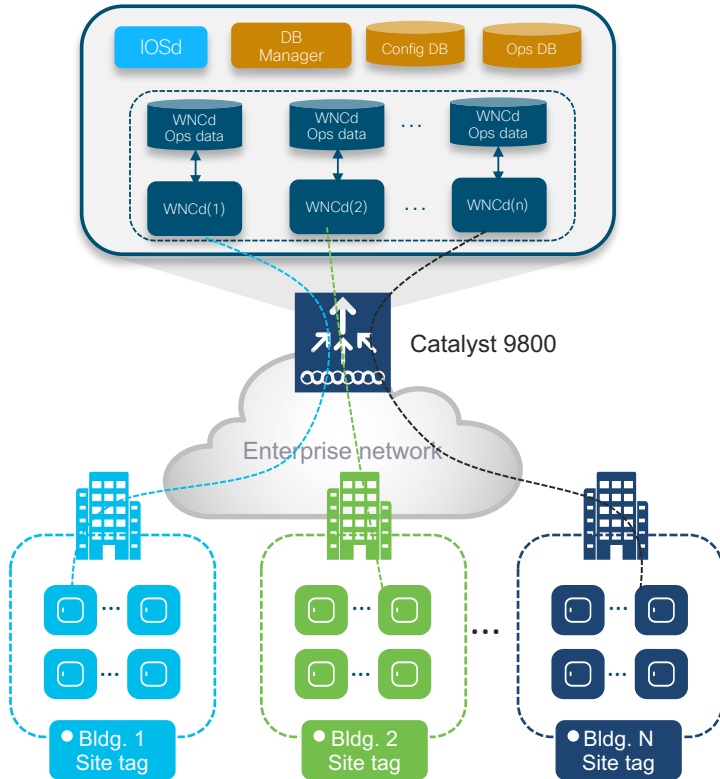 IOSd
DB
Manager
Config DB
Ops DB
WNCd
Ops data
WNCd
Ops data
...
WNCd
Ops data
WNCd(1)
WNCd(2)
...
WNCd(n)
Catalyst 9800
Enterprise network
... 
... 
... 
...
... 
... 
...
Bldg. 1
Site tag
Bldg. 2
Site tag
Bldg. N
Site tag